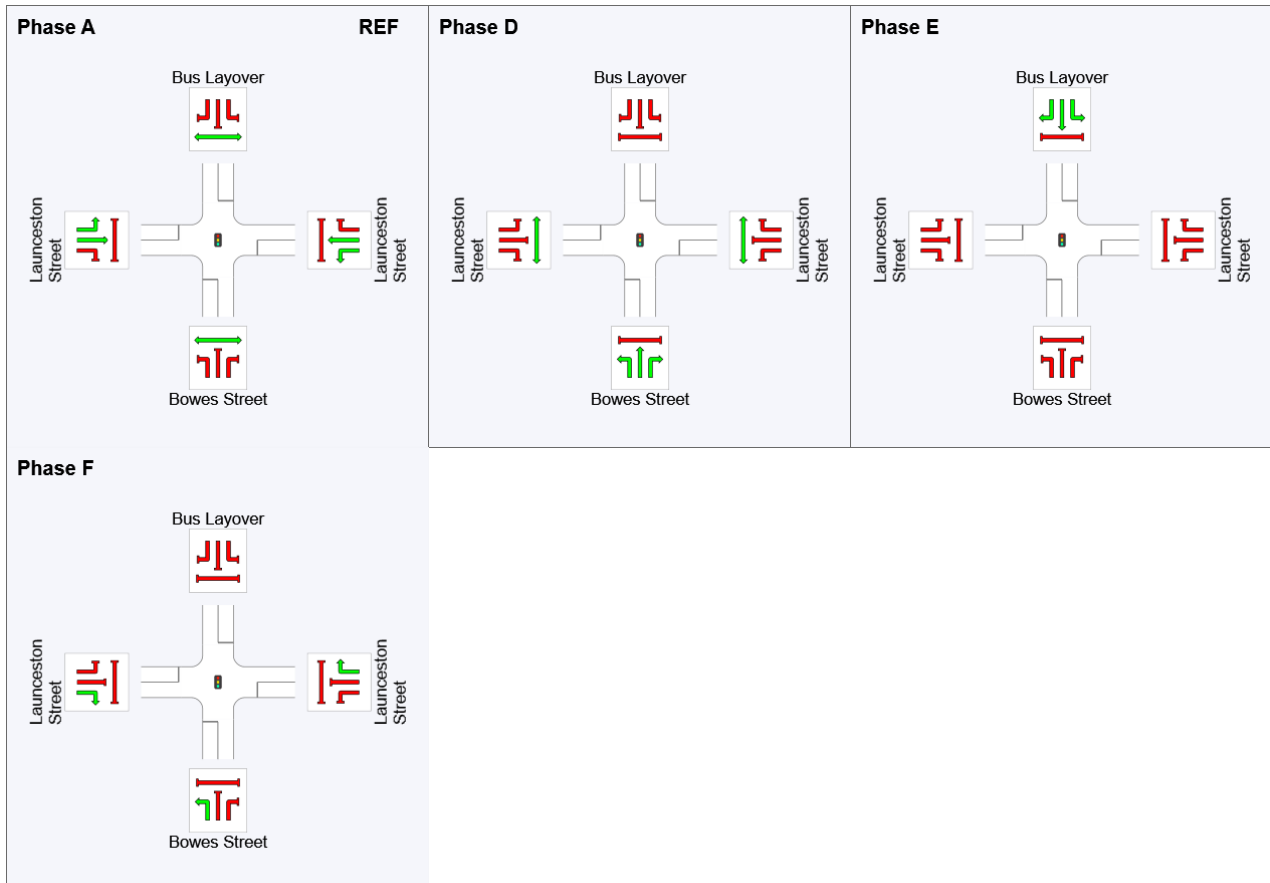 Phase A
REF
Bus Layover
Launceston
Street
Launceston
Street
Bowes Street
Phase D
Bus Layover
Launceston
Street
Launceston
Street
Bowes Street
Phase E
Bus Layover
Launceston
Street
Launceston
Street
Bowes Street
Phase F
Bus Layover
Launceston
Street
Launceston
Street
Bowes Street